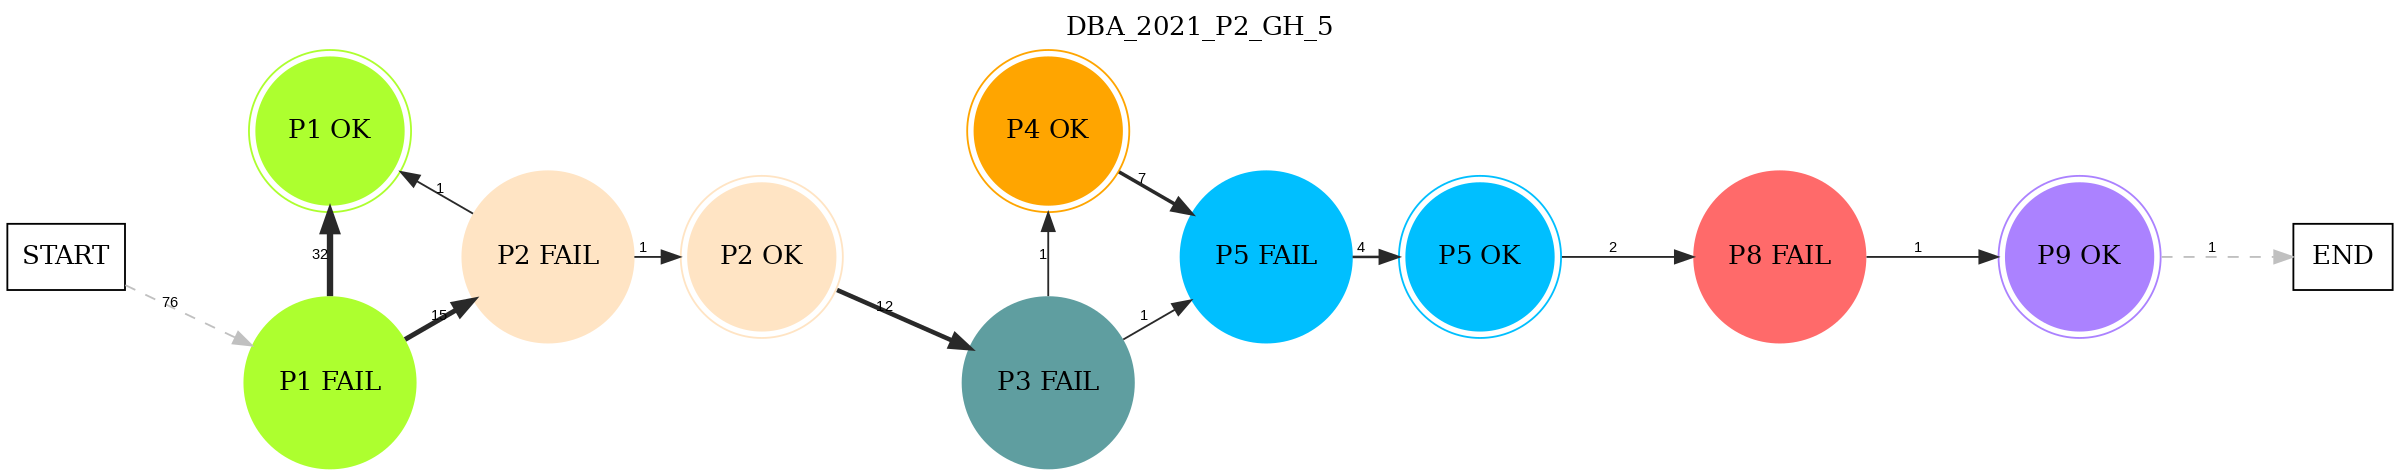 DBA_2021_P2_GH_5
P1 OK
P4 OK
7
1
P2 FAIL
P2 OK
P5 FAIL
P5 OK
P8 FAIL
P9 OK
START
END
32
1
1
4
2
1
1
76
15
12
1
P1 FAIL
P3 FAIL